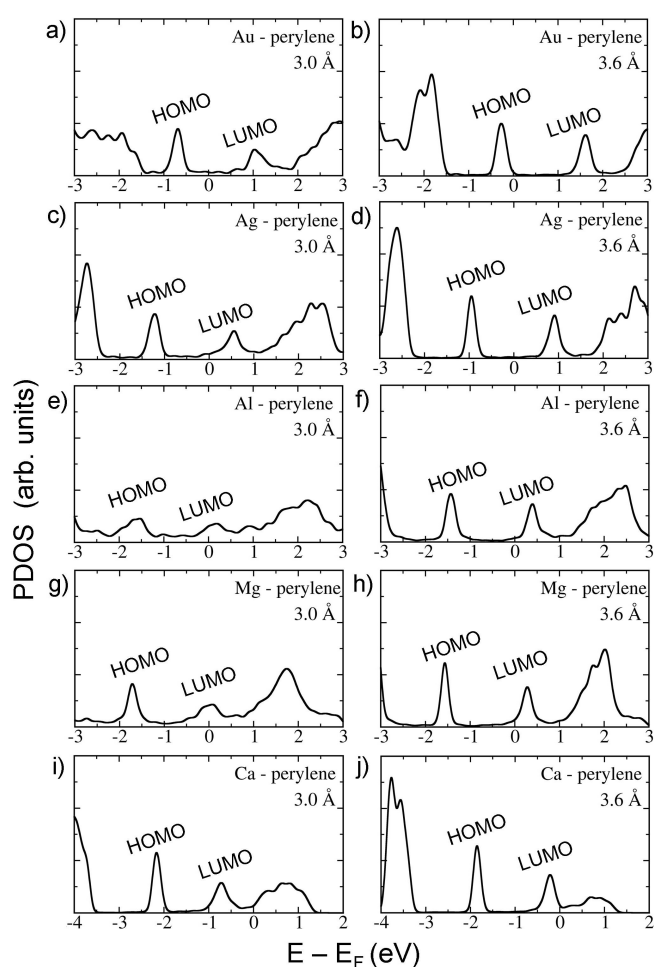 PDOS (arb. units)
a) Au - perylene
3.0 Å
HOMO
LUMO
-3 -2 -1 0 1 2 3
b) Au - perylene
3.6 Å
HOMO
LUMO
-3 -2 -1 0 1 2 3
c) Ag - perylene
3.0 Å
HOMO
LUMO
-3 -2 -1 0 1 2 3
d) Ag - perylene
3.6 Å
HOMO
LUMO
-3 -2 -1 0 1 2 3
e) Al - perylene
3.0 Å
HOMO
LUMO
-3 -2 -1 0 1 2 3
f) Al - perylene
3.6 Å
HOMO
LUMO
-3 -2 -1 0 1 2 3
g) Mg - perylene
3.0 Å
HOMO
LUMO
-3 -2 -1 0 1 2 3
h) Mg - perylene
3.6 Å
HOMO
LUMO
-3 -2 -1 0 1 2 3
i) Ca - perylene
3.0 Å
HOMO
LUMO
-4 -3 -2 -1 0 1 2
j) Ca - perylene
3.6 Å
HOMO
LUMO
-4 -3 -2 -1 0 1 2
E – E_F (eV)